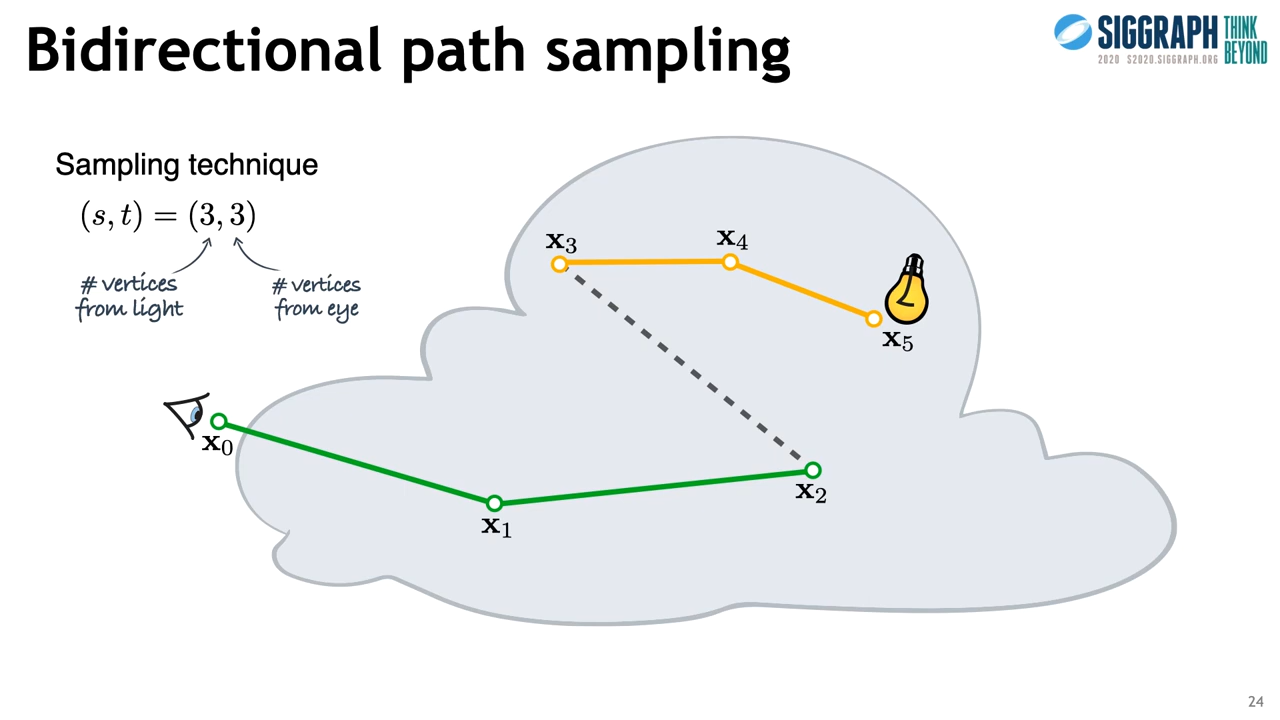 Bidirectional path sampling
SIGGRAPH THINK BEYOND
2020 S2020.SIGGRAPH.ORG
Sampling technique
(s, t) = (3, 3)
# vertices from light
# vertices from eye
x₃
x₄
x₅
x₀
x₁
x₂
24